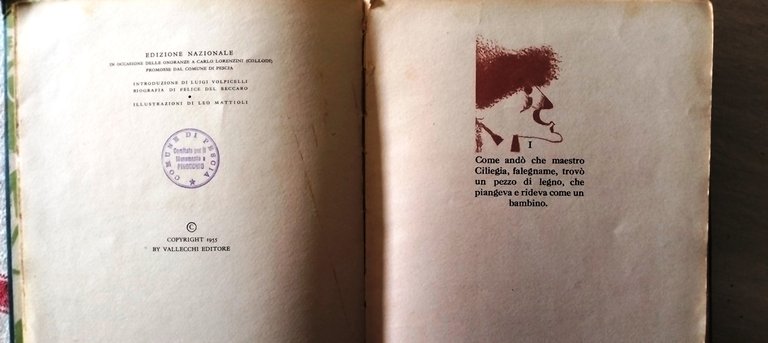 EDIZIONE NAZIONALE
IN OCCASIONE DELLE ONORANZE A CARLO LORENZINI (COLLODI)
PROMOSSE DAL COMUNE DI PESCIA
INTRODUZIONE DI LUIGI VOLPICELLI
BIOGRAFIA DI FELICE DEL BECCARO
ILLUSTRAZIONI DI LEO MATTIOLI
COMUNE DI PESCIA
Comitato per il
Monumento a
PINOCCHIO
©
COPYRIGHT 1955
BY VALLECCHI EDITORE
I
Come andò che maestro
Ciliegia, falegname, trovò
un pezzo di legno, che
piangeva e rideva come un
bambino.